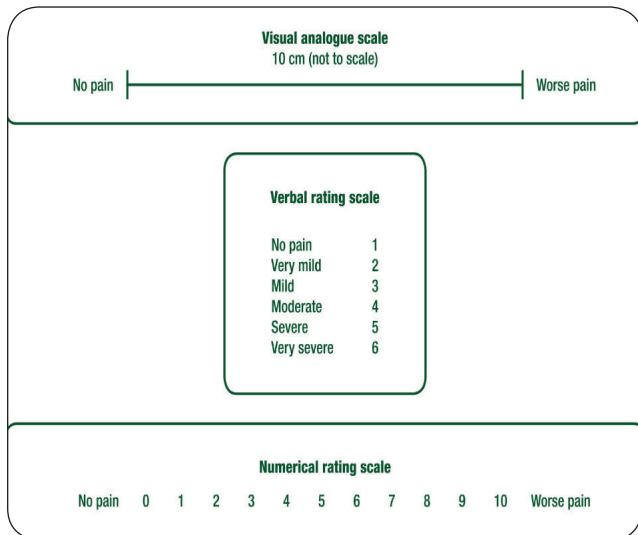 Visual analogue scale
10 cm (not to scale)
No pain Worse pain
Verbal rating scale
No pain 1
Very mild 2
Mild 3
Moderate 4
Severe 5
Very severe 6
Numerical rating scale
No pain 0 1 2 3 4 5 6 7 8 9 10 Worse pain